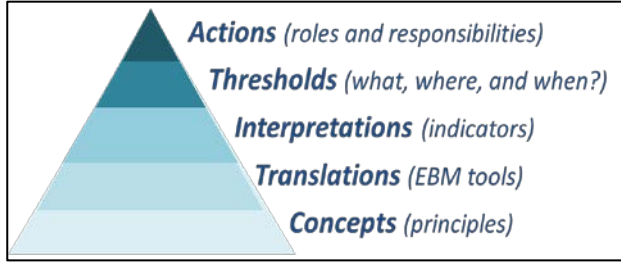 Actions (roles and responsibilities)
Thresholds (what, where, and when?)
Interpretations (indicators)
Translations (EBM tools)
Concepts (principles)